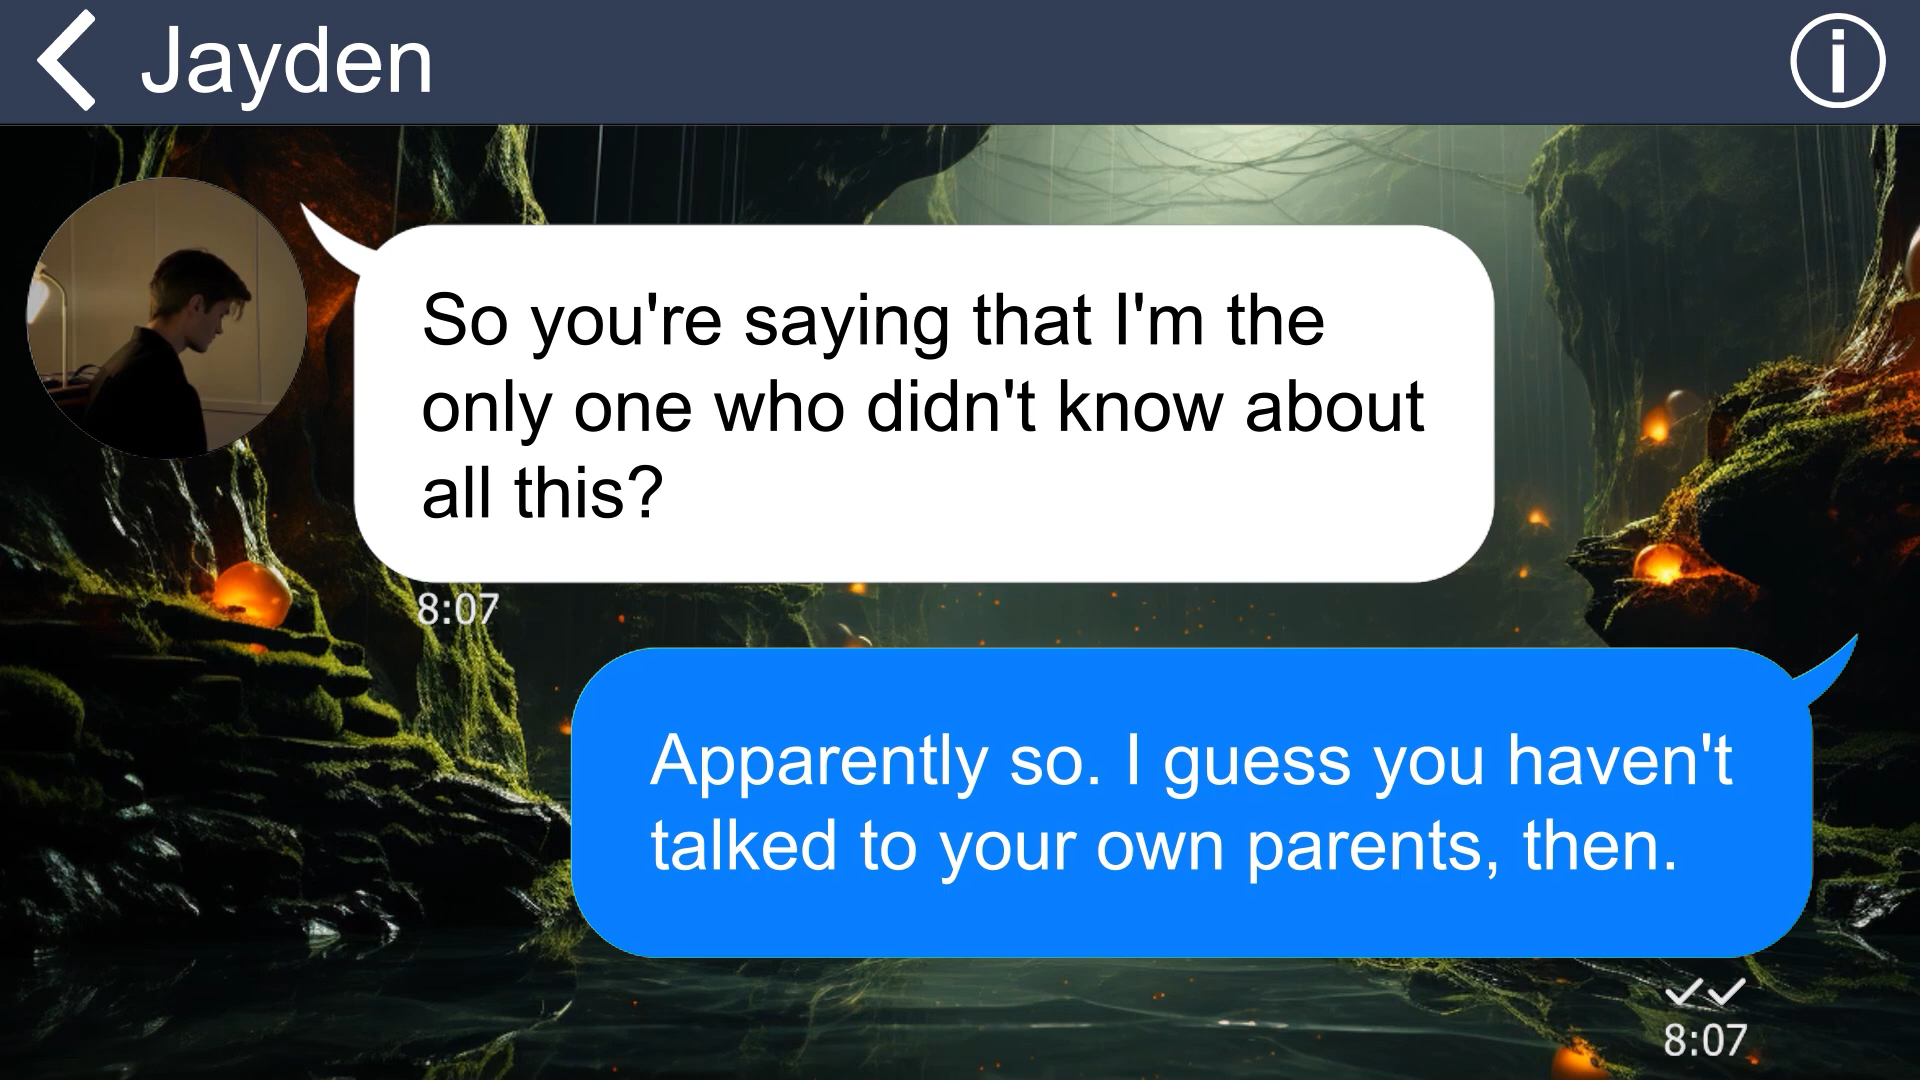 Jayden
So you're saying that I'm the
only one who didn't know about
all this?
8:07
Apparently so. I guess you haven't
talked to your own parents, then.
8:07